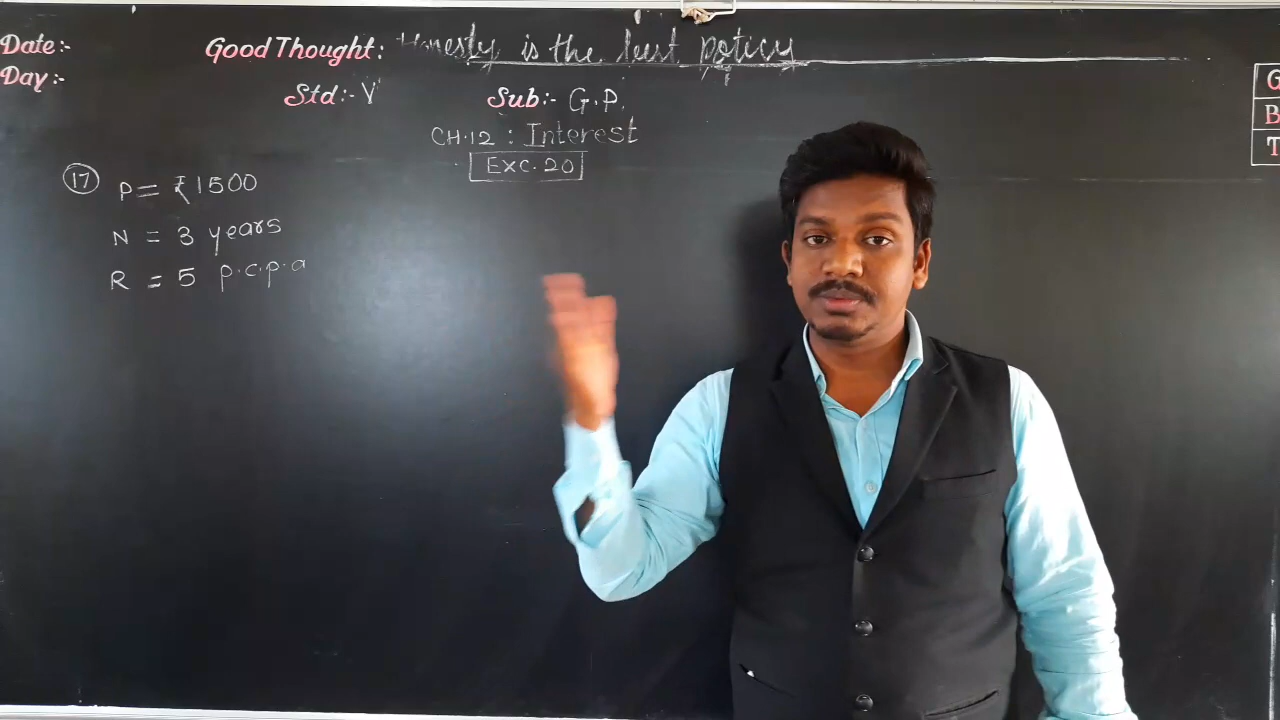 Date:-
Good Thought: Honesty is the best policy
Day:-
Std:- V
Sub:- G.P.
CH.12 : Interest
Exc. 20
17 P = ₹1500
N = 3 years
R = 5 p.c.p.a
G
B
T